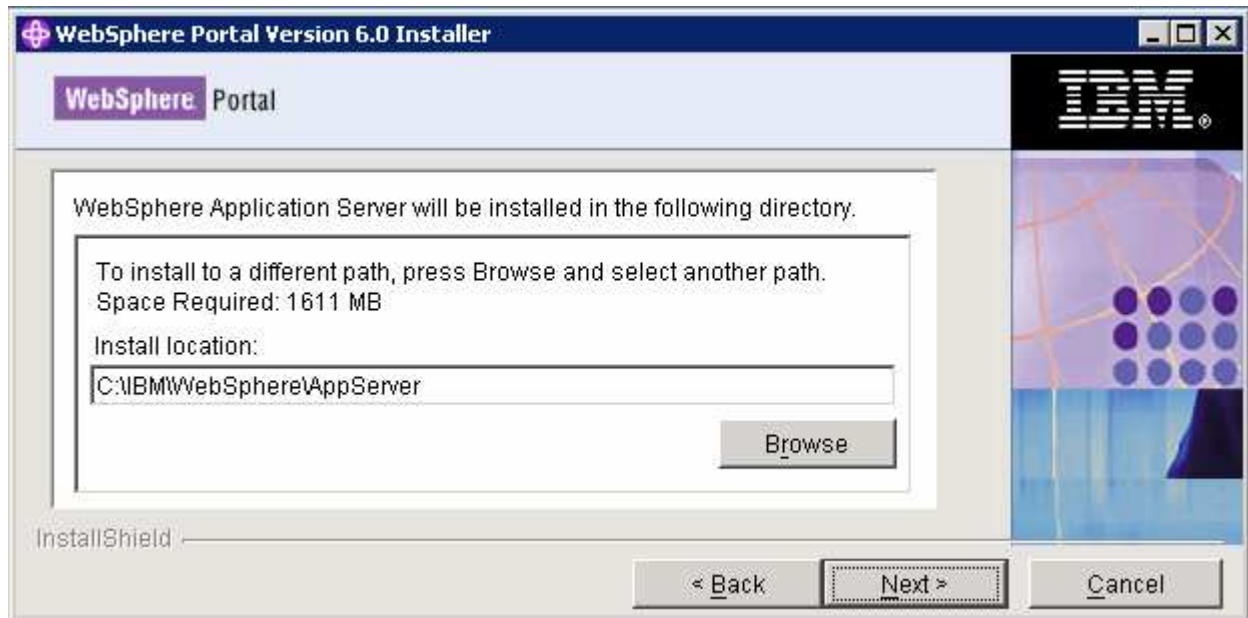 WebSphere Portal Version 6.0 Installer
WebSphere Portal
IBM®
WebSphere Application Server will be installed in the following directory.
To install to a different path, press Browse and select another path.
Space Required: 1611 MB
Install location:
C:\IBM\WebSphere\AppServer
Browse
InstallShield
< Back
Next >
Cancel